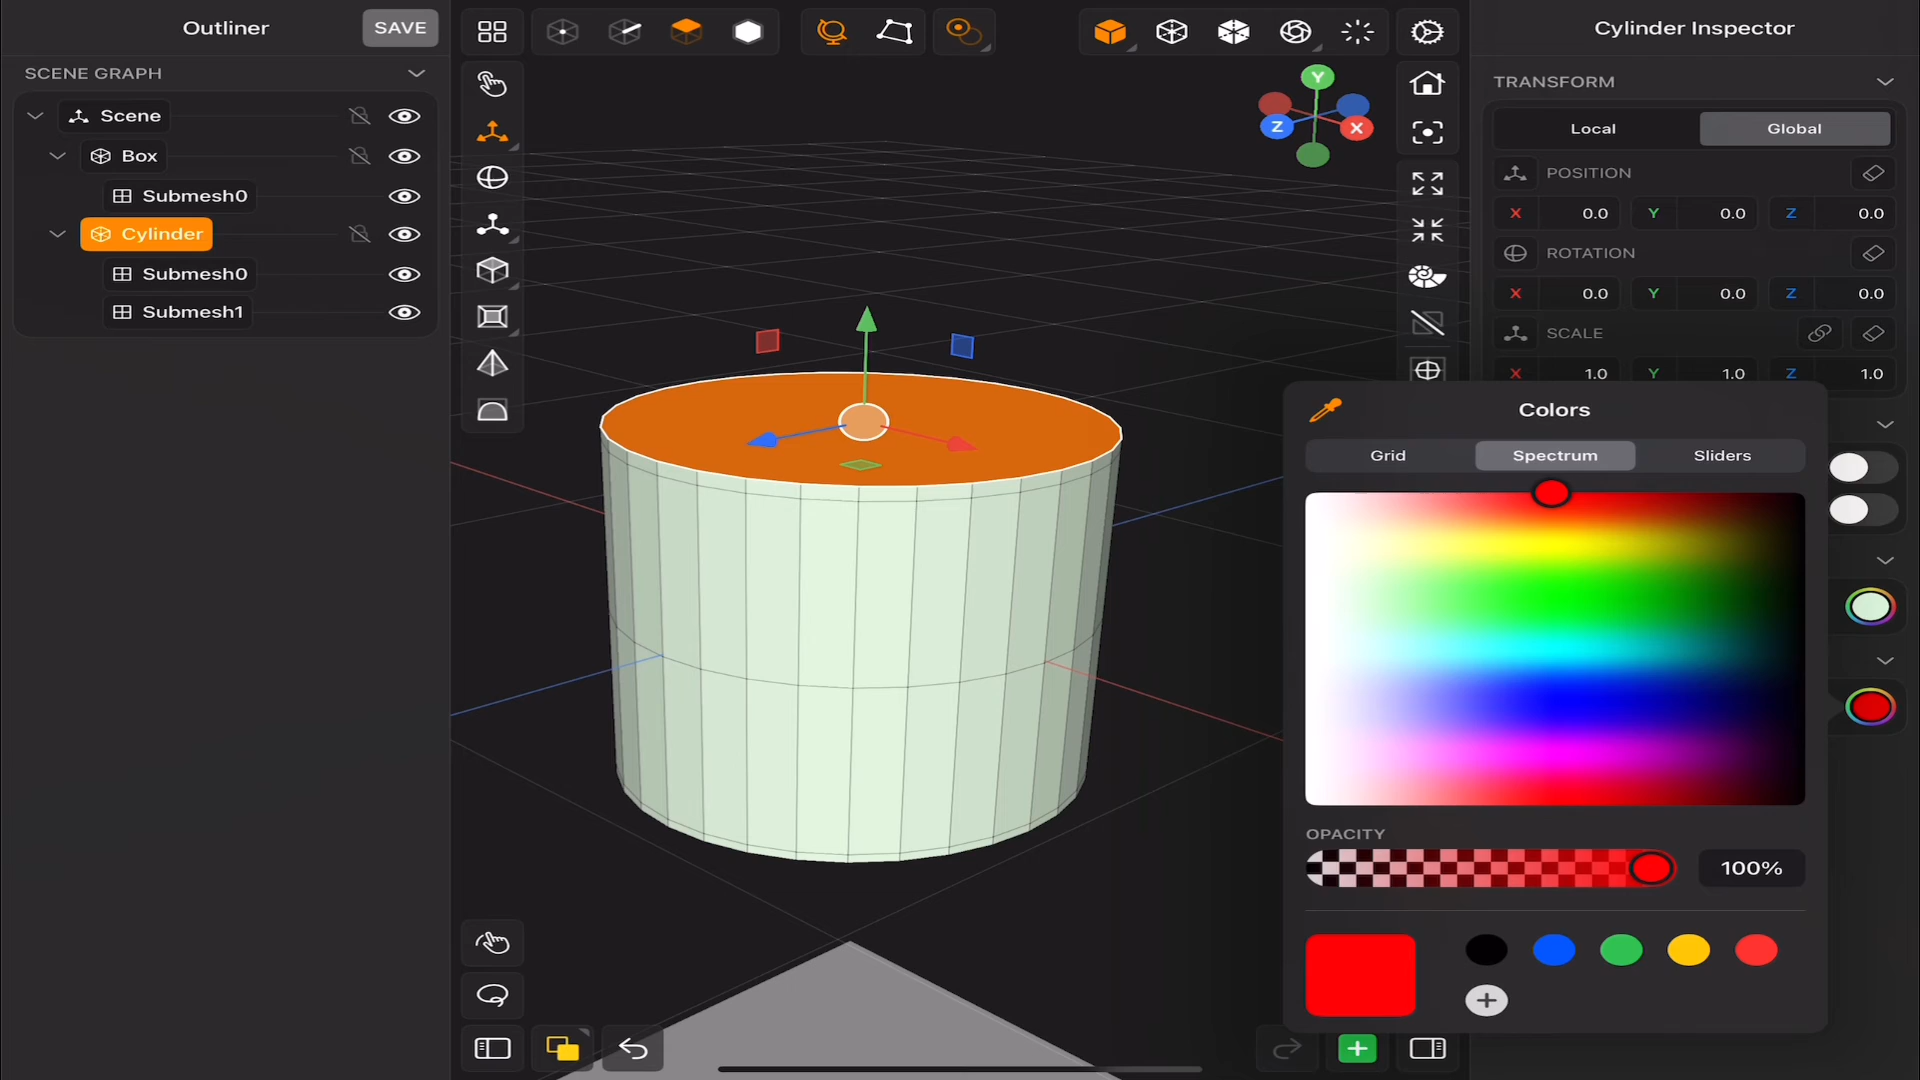 Outliner
SAVE
SCENE GRAPH
Scene
Box
Submesh0
Cylinder
Submesh0
Submesh1
Y
Z
X
Cylinder Inspector
TRANSFORM
Local
Global
POSITION
X 0.0 Y 0.0 Z 0.0
ROTATION
X 0.0 Y 0.0 Z 0.0
SCALE
X 1.0 Y 1.0 Z 1.0
Colors
Grid
Spectrum
Sliders
OPACITY
100%